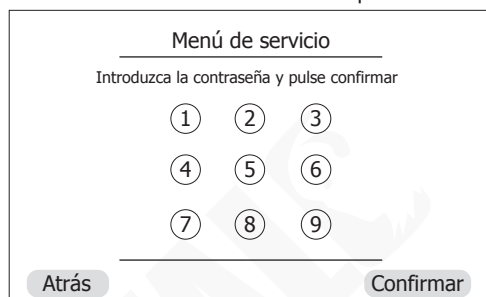 Menú de servicio
Introduzca la contraseña y pulse confirmar
1 2 3
4 5 6
7 8 9
Atrás Confirmar